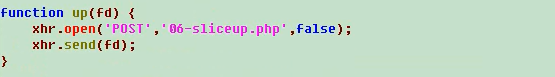 function up(fd) {
    xhr.open('POST','06-sliceup.php',false);
    xhr.send(fd);
}